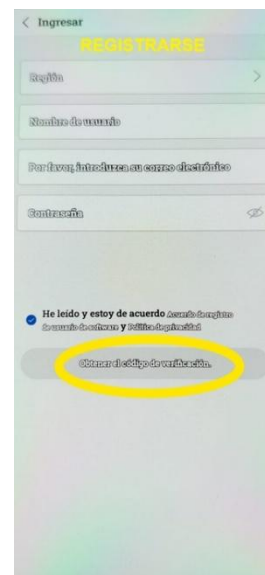 < Ingresar
REGISTRARSE
Región
Nombre de usuario
Por favor, introduzca su correo electrónico
Contraseña
He leído y estoy de acuerdo Acuerdo de registro
de usuario de software y Política de privacidad
Obtener el código de verificación.